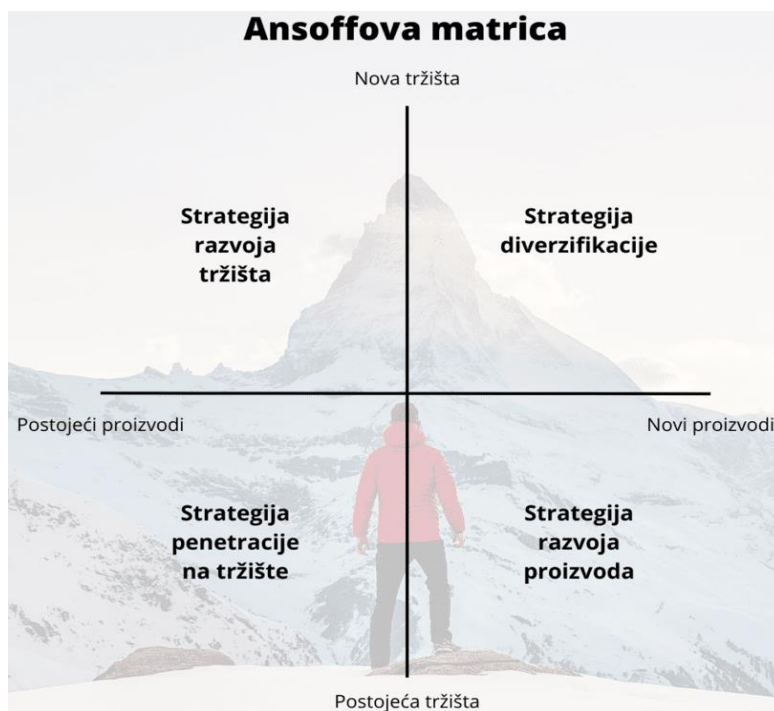 Ansoffova matrica
Nova tržišta
Strategija
razvoja
tržišta
Strategija
diverzifikacije
Postojeći proizvodi
Novi proizvodi
Strategija
penetracije
na tržište
Strategija
razvoja
proizvoda
Postojeća tržišta